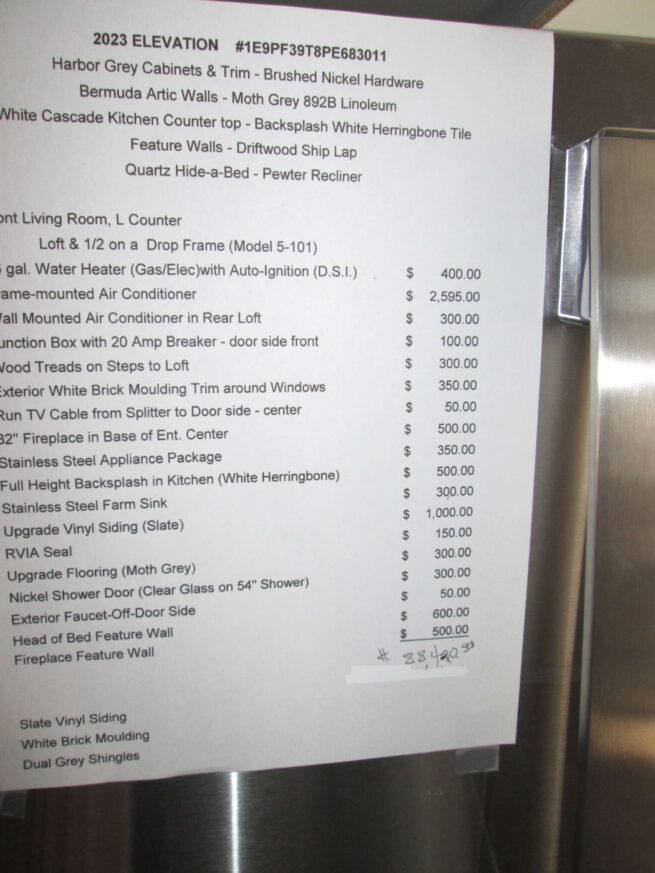 2023 ELEVATION #1E9PF39T8PE683011
Harbor Grey Cabinets & Trim - Brushed Nickel Hardware
Bermuda Artic Walls - Moth Grey 892B Linoleum
White Cascade Kitchen Counter top - Backsplash White Herringbone Tile
Feature Walls - Driftwood Ship Lap
Quartz Hide-a-Bed - Pewter Recliner
ont Living Room, L Counter
Loft & 1/2 on a Drop Frame (Model 5-101)
gal. Water Heater (Gas/Elec)with Auto-Ignition (D.S.I.) $ 400.00
ame-mounted Air Conditioner $ 2,595.00
all Mounted Air Conditioner in Rear Loft $ 300.00
unction Box with 20 Amp Breaker - door side front $ 100.00
Wood Treads on Steps to Loft $ 300.00
Exterior White Brick Moulding Trim around Windows $ 350.00
Run TV Cable from Splitter to Door side - center $ 50.00
32" Fireplace in Base of Ent. Center $ 500.00
Stainless Steel Appliance Package $ 350.00
Full Height Backsplash in Kitchen (White Herringbone) $ 500.00
Stainless Steel Farm Sink $ 300.00
Upgrade Vinyl Siding (Slate) $ 1,000.00
RVIA Seal $ 150.00
Upgrade Flooring (Moth Grey) $ 300.00
Nickel Shower Door (Clear Glass on 54" Shower) $ 300.00
Exterior Faucet-Off-Door Side $ 50.00
Head of Bed Feature Wall $ 600.00
Fireplace Feature Wall $ 500.00
Slate Vinyl Siding
White Brick Moulding
Dual Grey Shingles